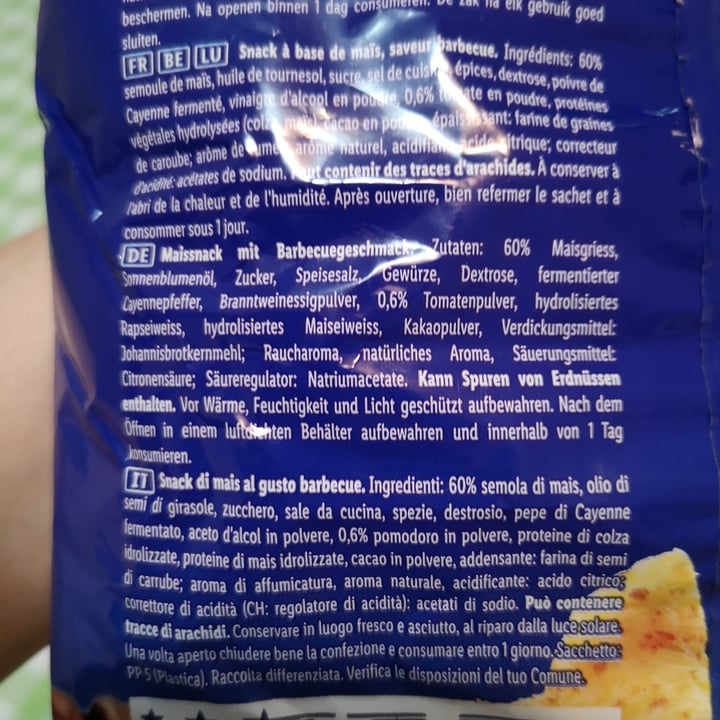 beschermen. Na openen binnen 1 dag consumeren. De zak na elk gebruik goed
sluiten.
FR BE LU Snack à base de maïs, saveur barbecue. Ingrédients: 60%
semoule de maïs, huile de tournesol, sucre, sel de cuisine, épices, dextrose, poivre de
Cayenne fermenté, vinaigre d'alcool en poudre, 0,6% tomate en poudre, protéines
végétales hydrolysées (colza, maïs), cacao en poudre, épaississant: farine de graines
de caroube; arôme de fumée, arôme naturel, acidifiant: acide citrique; correcteur
d'acidité: acétates de sodium. Peut contenir des traces d'arachides. À conserver à
l'abri de la chaleur et de l'humidité. Après ouverture, bien refermer le sachet et à
consommer sous 1 jour.
DE Maissnack mit Barbecuegeschmack. Zutaten: 60% Maisgriess,
Sonnenblumenöl, Zucker, Speisesalz, Gewürze, Dextrose, fermentierter
Cayennepfeffer, Branntweinessigpulver, 0,6% Tomatenpulver, hydrolisiertes
Rapseiweiss, hydrolisiertes Maiseiweiss, Kakaopulver, Verdickungsmittel:
Johannisbrotkernmehl; Raucharoma, natürliches Aroma, Säuerungsmittel:
Citronensäure; Säureregulator: Natriumacetate. Kann Spuren von Erdnüssen
enthalten. Vor Wärme, Feuchtigkeit und Licht geschützt aufbewahren. Nach dem
Öffnen in einem luftdichten Behälter aufbewahren und innerhalb von 1 Tag
konsumieren.
IT Snack di mais al gusto barbecue. Ingredienti: 60% semola di mais, olio di
semi di girasole, zucchero, sale da cucina, spezie, destrosio, pepe di Cayenne
fermentato, aceto d'alcol in polvere, 0,6% pomodoro in polvere, proteine di colza
idrolizzate, proteine di mais idrolizzate, cacao in polvere, addensante: farina di semi
di carrube; aroma di affumicatura, aroma naturale, acidificante: acido citrico;
correttore di acidità (CH: regolatore di acidità): acetati di sodio. Può contenere
tracce di arachidi. Conservare in luogo fresco e asciutto, al riparo dalla luce solare.
Una volta aperto chiudere bene la confezione e consumare entro 1 giorno. Sacchetto:
PP 5 (Plastica). Raccolta differenziata. Verifica le disposizioni del tuo Comune.